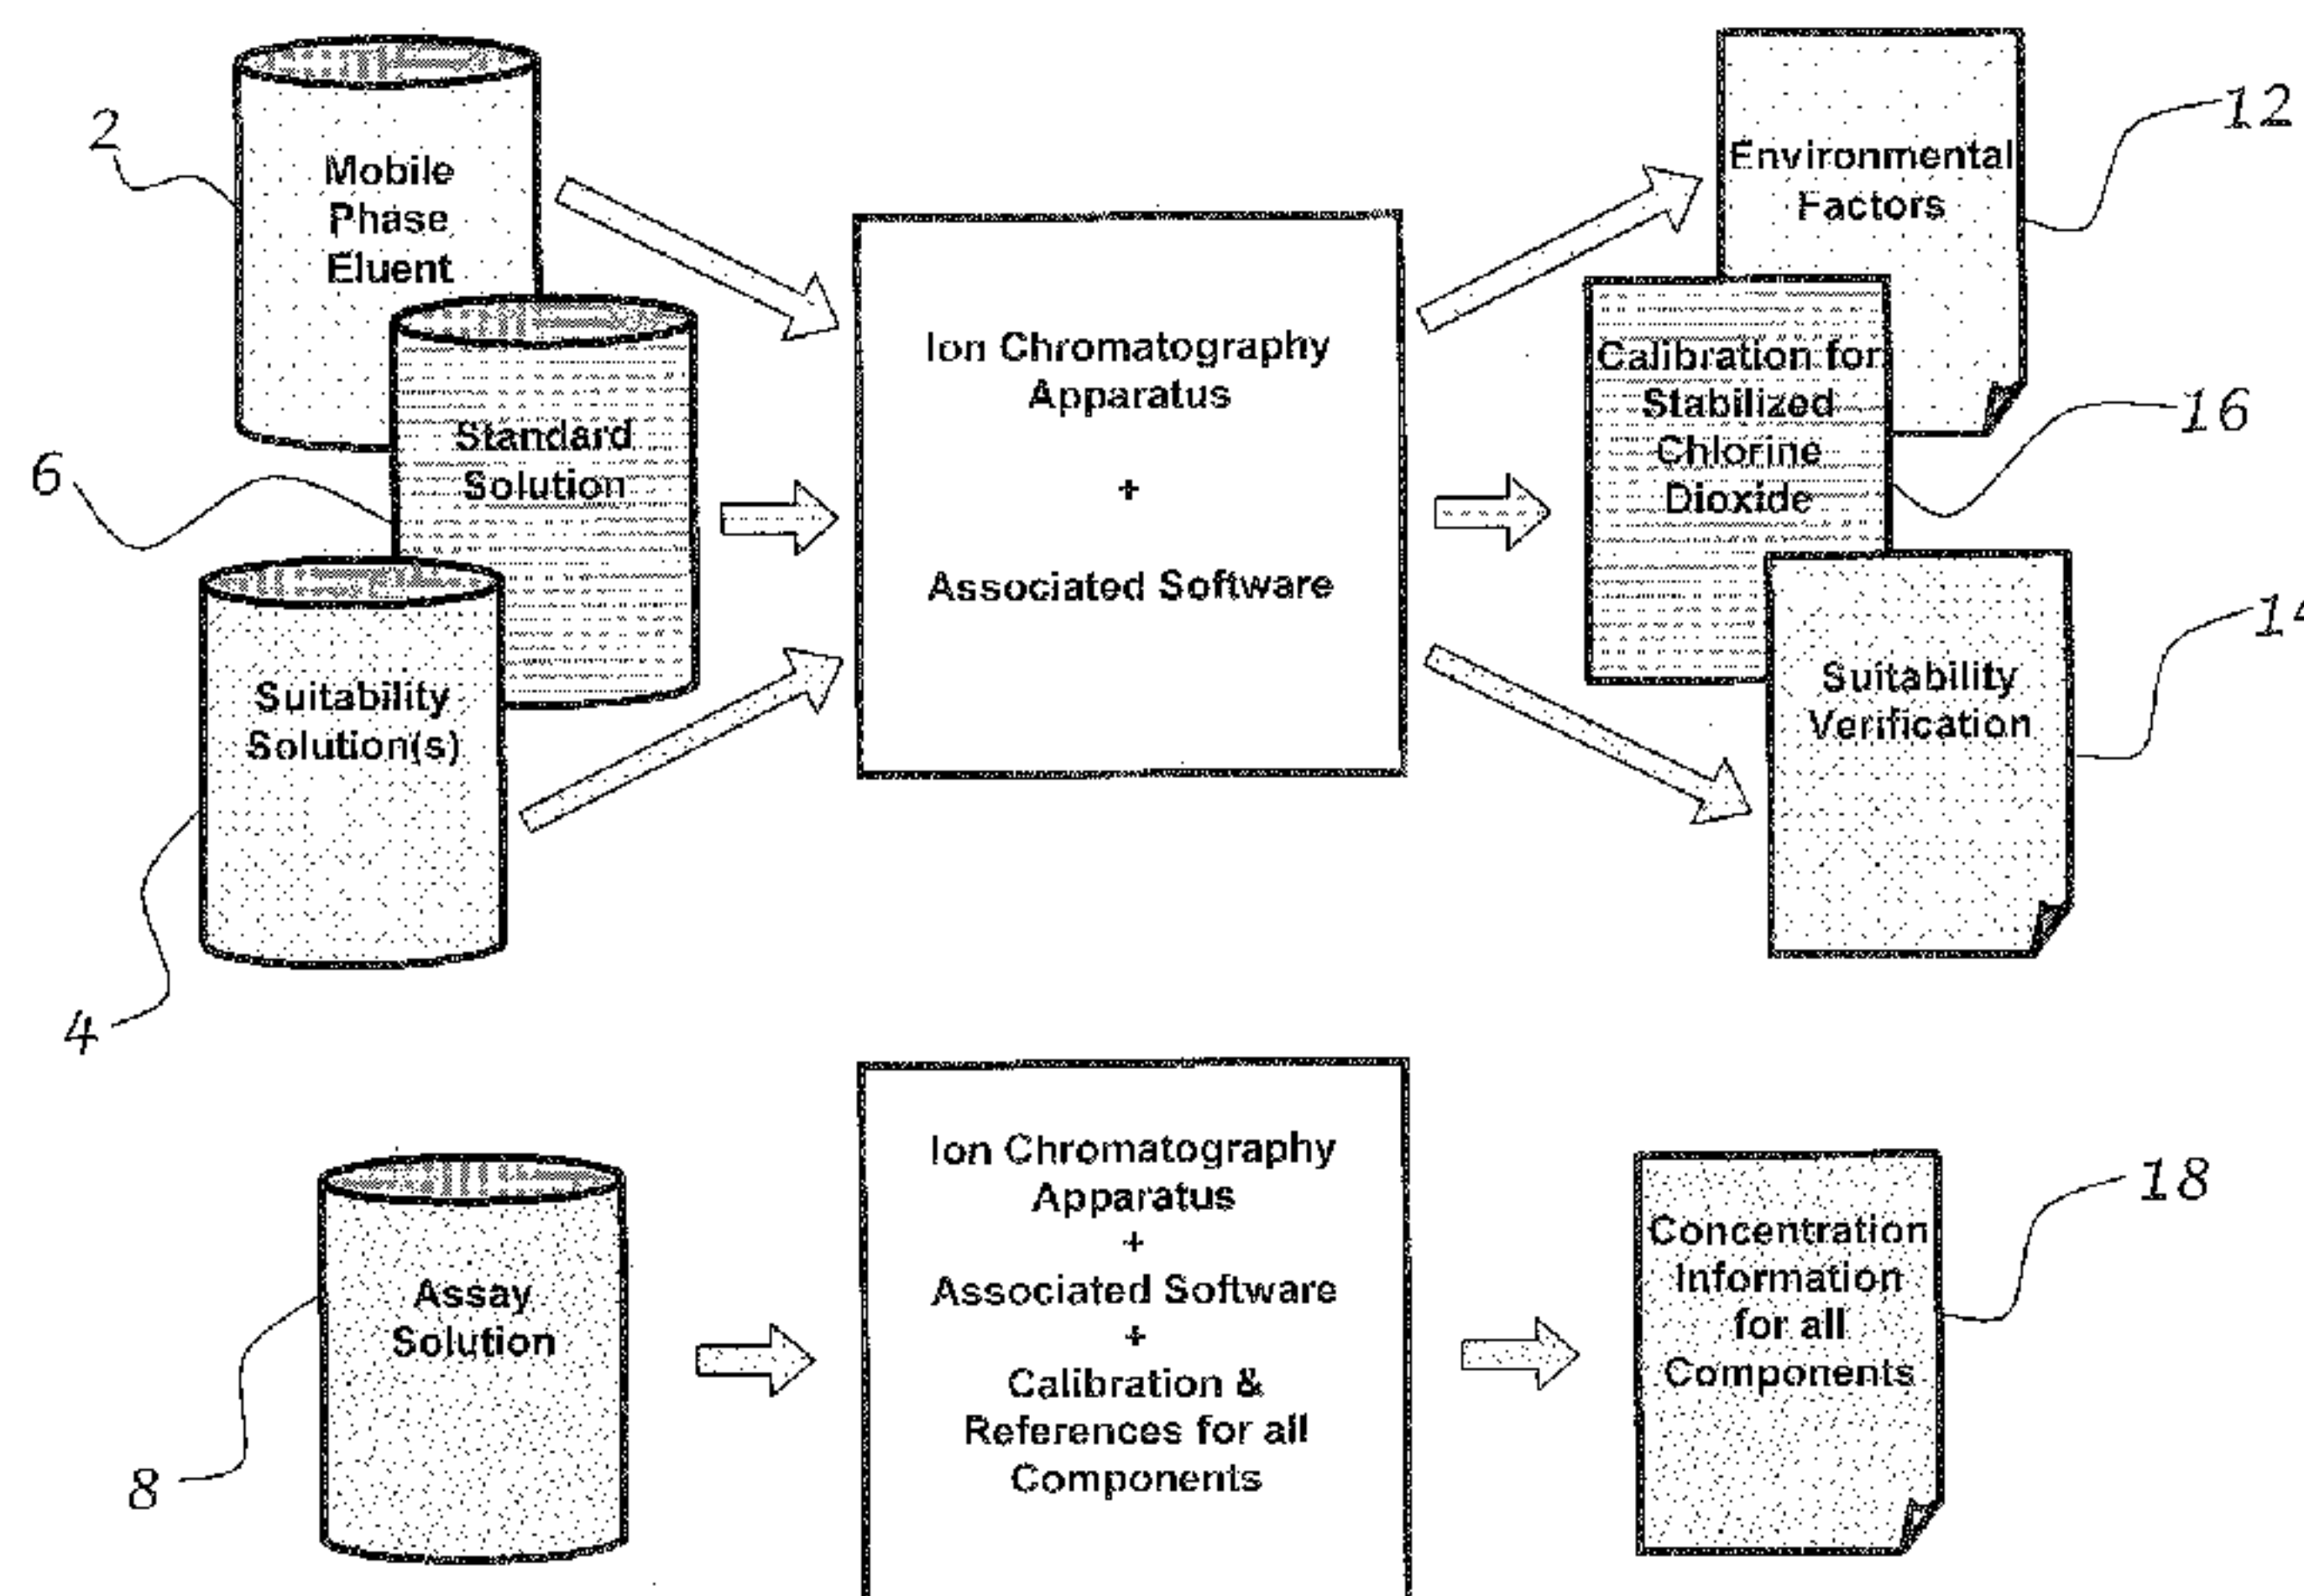 2
Mobile
Phase
Eluent
6
Standard
Solution
Suitability
Solution(s)
4
Ion Chromatography
Apparatus
+
Associated Software
Environmental
Factors
12
Calibration for
Stabilized
Chlorine
Dioxide
16
Suitability
Verification
14
Assay
Solution
8
Ion Chromatography
Apparatus
+
Associated Software
+
Calibration &
References for all
Components
Concentration
Information
for all
Components
18